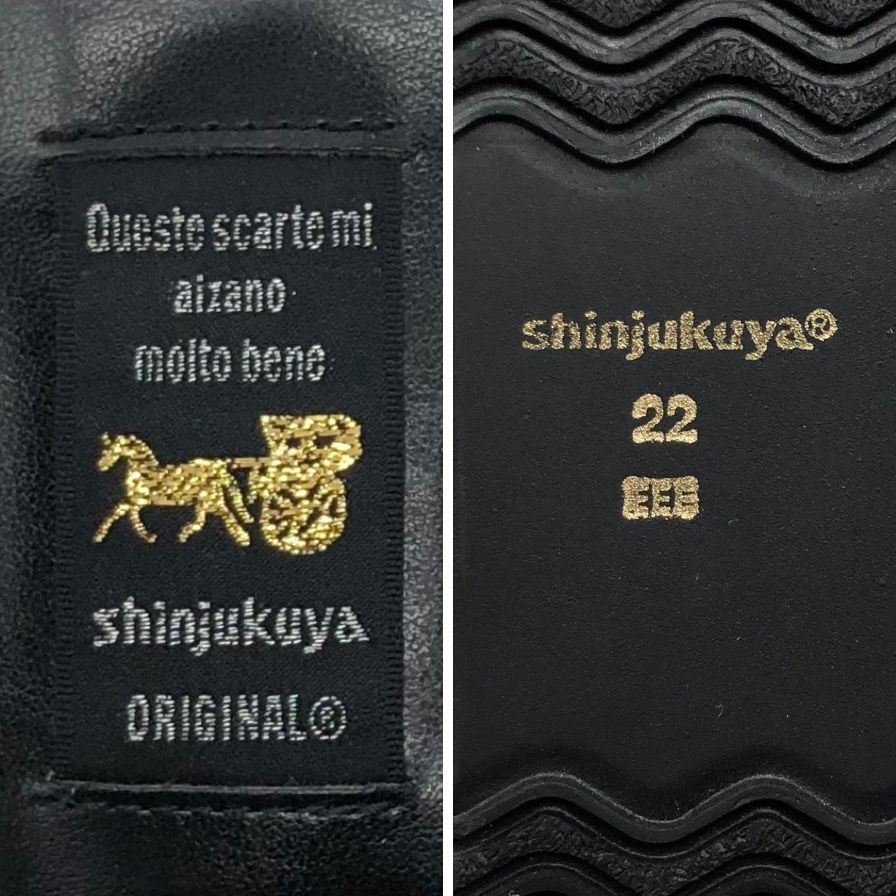 Queste scarte mi
aizano
molto bene
shinjukuya
ORIGINAL®
shinjukuya®
22
EEE